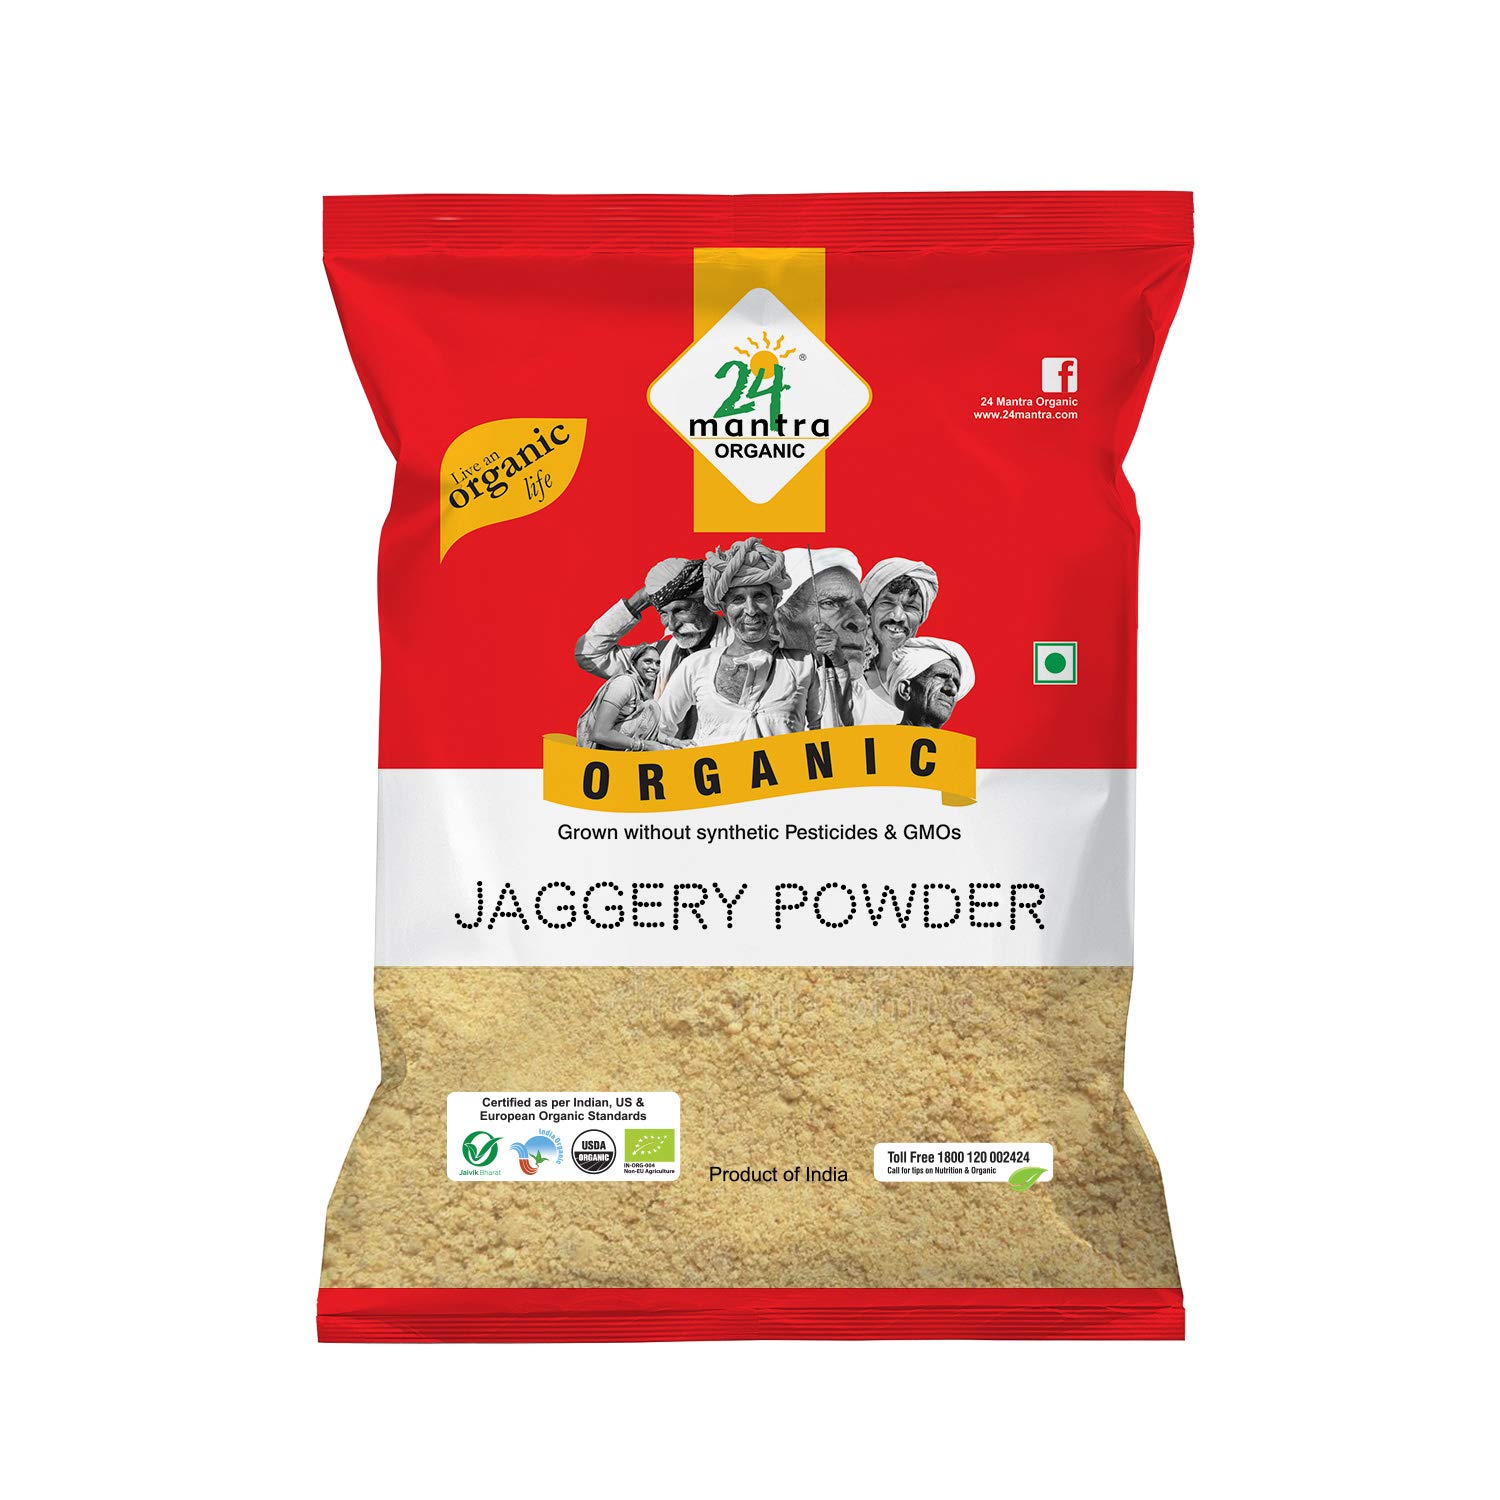 24
mantra
ORGANIC
®
f
24 Mantra Organic
www.24mantra.com
Live an
organic
life
ORGANIC
Grown without synthetic Pesticides & GMOs
JAGGERY POWDER
Certified as per Indian, US &
European Organic Standards
Jaivik Bharat
India Organic
USDA
ORGANIC
IN-ORG-004
Non-EU Agriculture
Product of India
Toll Free 1800 120 002424
Call for tips on Nutrition & Organic